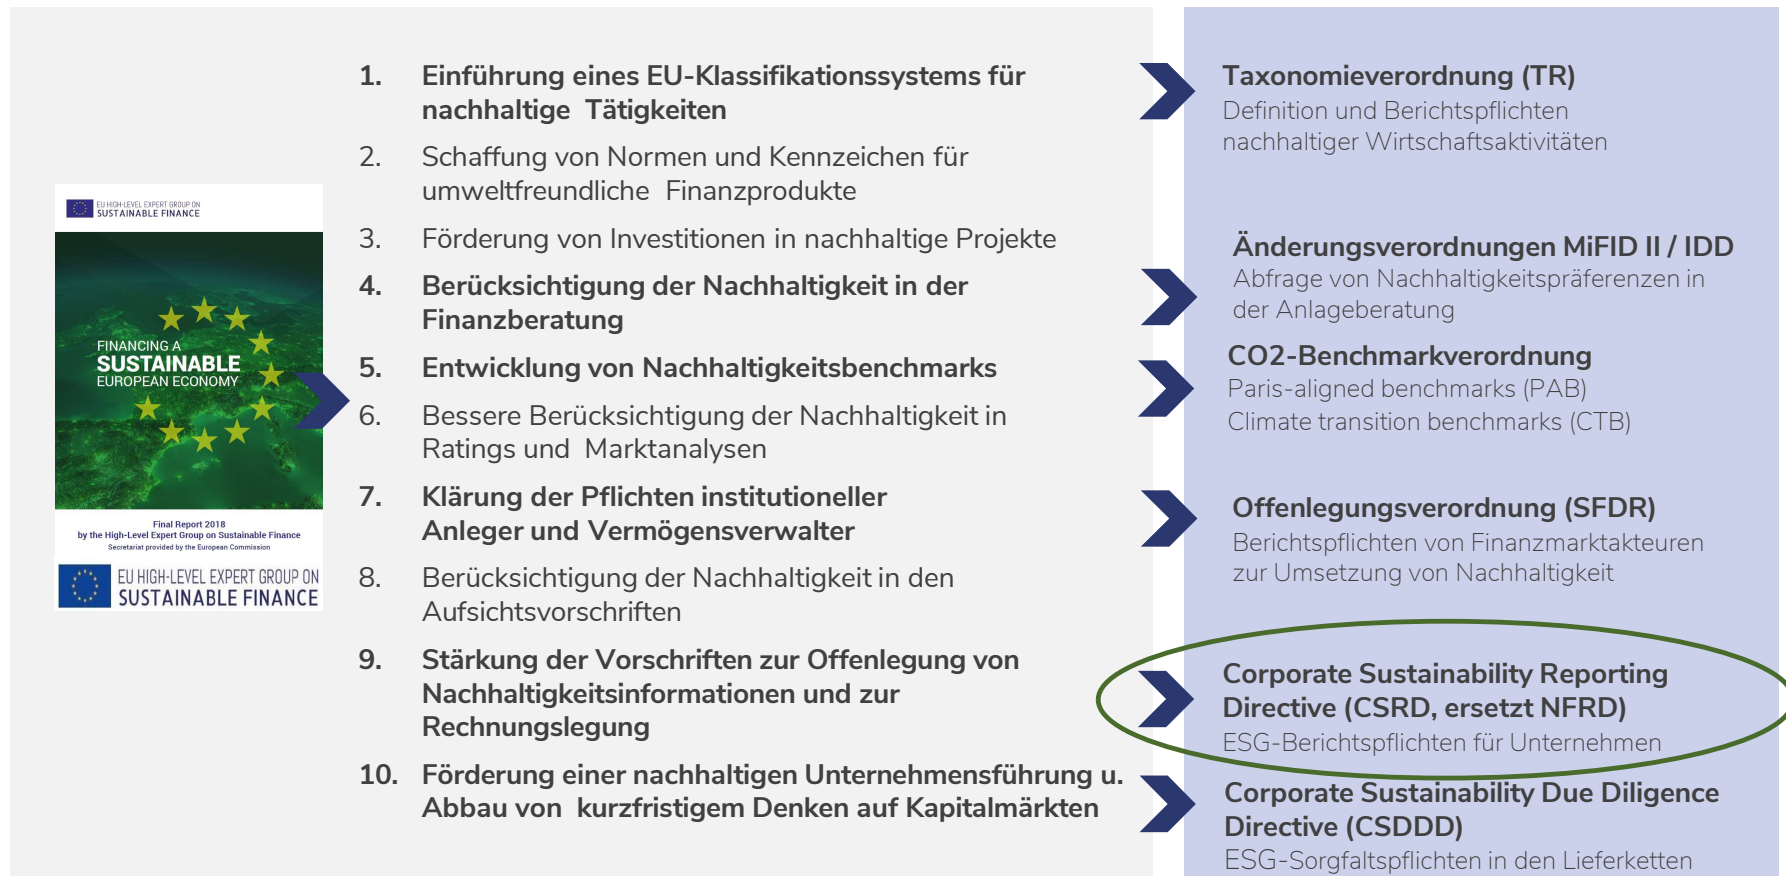 EU HIGH-LEVEL EXPERT GROUP ON
SUSTAINABLE FINANCE
FINANCING A
SUSTAINABLE
EUROPEAN ECONOMY
Final Report 2018
by the High-Level Expert Group on Sustainable Finance
Secretariat provided by the European Commission
EU HIGH-LEVEL EXPERT GROUP ON
SUSTAINABLE FINANCE
1. Einführung eines EU-Klassifikationssystems für
nachhaltige Tätigkeiten
2. Schaffung von Normen und Kennzeichen für
umweltfreundliche Finanzprodukte
3. Förderung von Investitionen in nachhaltige Projekte
4. Berücksichtigung der Nachhaltigkeit in der
Finanzberatung
5. Entwicklung von Nachhaltigkeitsbenchmarks
6. Bessere Berücksichtigung der Nachhaltigkeit in
Ratings und Marktanalysen
7. Klärung der Pflichten institutioneller
Anleger und Vermögensverwalter
8. Berücksichtigung der Nachhaltigkeit in den
Aufsichtsvorschriften
9. Stärkung der Vorschriften zur Offenlegung von
Nachhaltigkeitsinformationen und zur
Rechnungslegung
10. Förderung einer nachhaltigen Unternehmensführung u.
Abbau von kurzfristigem Denken auf Kapitalmärkten
Taxonomieverordnung (TR)
Definition und Berichtspflichten
nachhaltiger Wirtschaftsaktivitäten
Änderungsverordnungen MiFID II / IDD
Abfrage von Nachhaltigkeitspräferenzen in
der Anlageberatung
CO2-Benchmarkverordnung
Paris-aligned benchmarks (PAB)
Climate transition benchmarks (CTB)
Offenlegungsverordnung (SFDR)
Berichtspflichten von Finanzmarktakteuren
zur Umsetzung von Nachhaltigkeit
Corporate Sustainability Reporting
Directive (CSRD, ersetzt NFRD)
ESG-Berichtspflichten für Unternehmen
Corporate Sustainability Due Diligence
Directive (CSDDD)
ESG-Sorgfaltspflichten in den Lieferketten